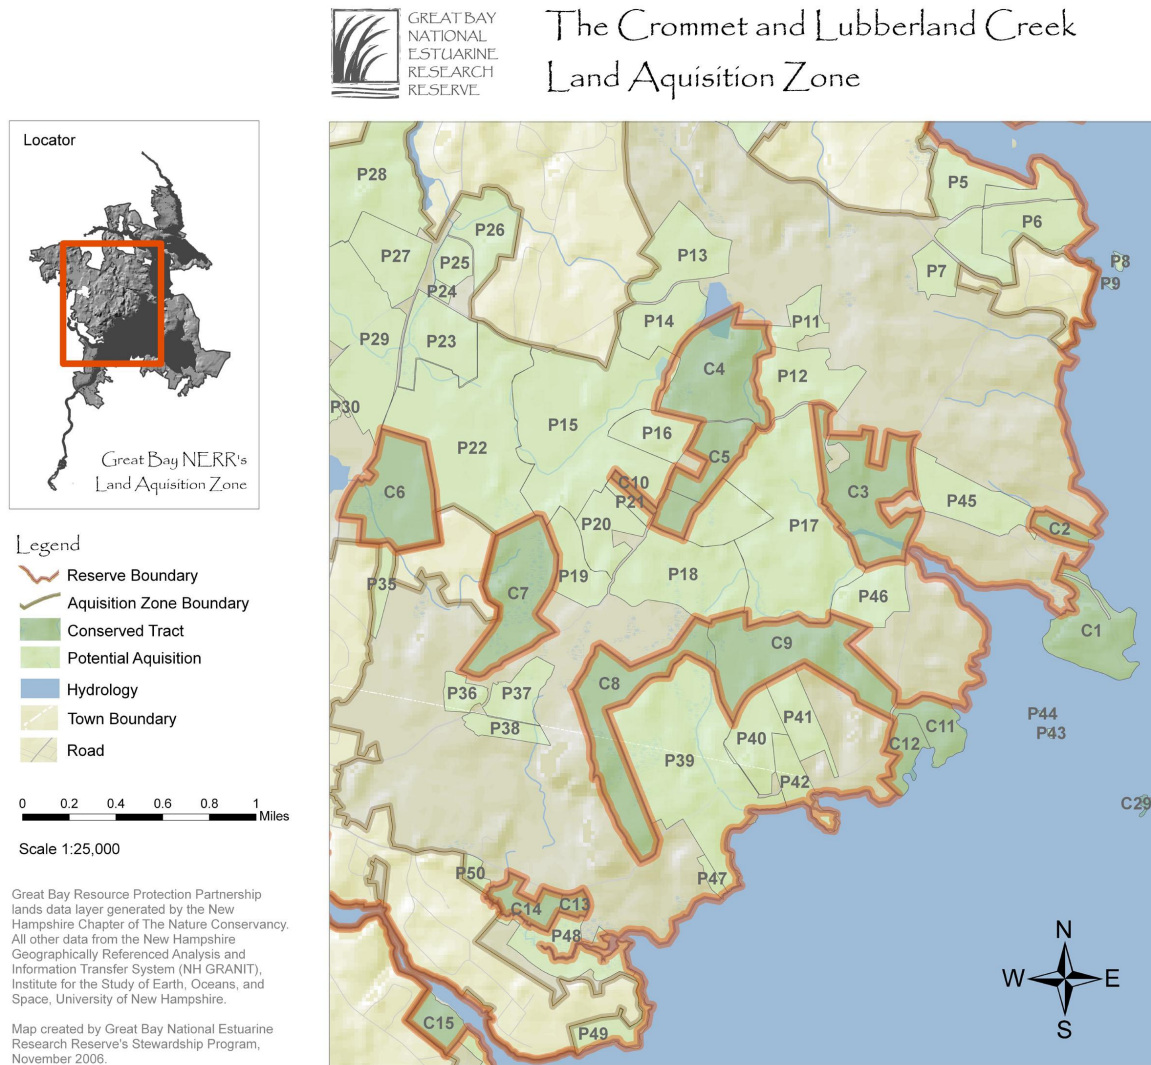 GREAT BAY
NATIONAL
ESTUARINE
RESEARCH
RESERVE
The Crommet and Lubberland Creek
Land Aquisition Zone
Locator
Great Bay NERR's
Land Aquisition Zone
Legend
Reserve Boundary
Aquisition Zone Boundary
Conserved Tract
Potential Aquisition
Hydrology
Town Boundary
Road
0 0.2 0.4 0.6 0.8 1
Miles
Scale 1:25,000
Great Bay Resource Protection Partnership
lands data layer generated by the New
Hampshire Chapter of The Nature Conservancy.
All other data from the New Hampshire
Geographically Referenced Analysis and
Information Transfer System (NH GRANIT),
Institute for the Study of Earth, Oceans, and
Space, University of New Hampshire.
Map created by Great Bay National Estuarine
Research Reserve's Stewardship Program,
November 2006.
P28
P5
P26
P6
P13
P27
P25
P8
P7
P9
P24
P14
P11
P29
P23
C4
P12
P30
P15
P16
P22
C5
C10
C6
C3
P45
P21
P20
P17
C2
P35
P19
P18
C7
P46
C1
C9
C8
P36
P37
P41
P44
C11
P38
P43
P40
C12
P39
P42
C29
P50
P47
C14
C13
P48
C15
P49
N
W
E
S